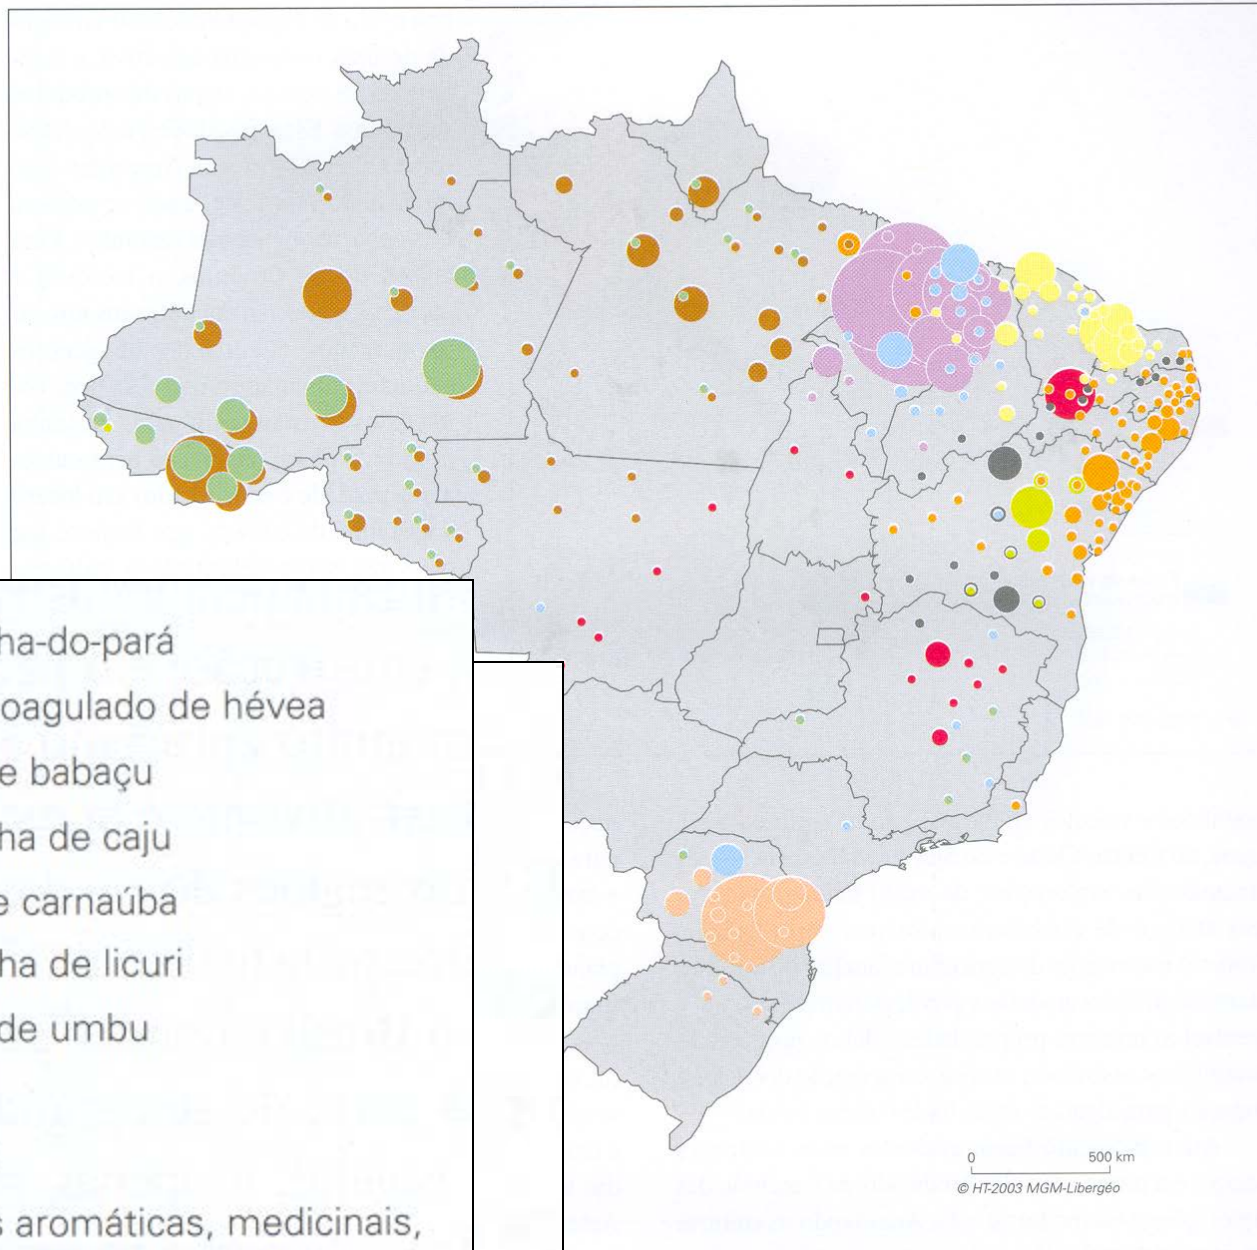 0 500 km
© HT-2003 MGM-Libergéo
ha-do-pará
oagulado de hévea
e babaçu
ha de caju
e carnaúba
ha de licuri
de umbu
s aromáticas, medicinais,